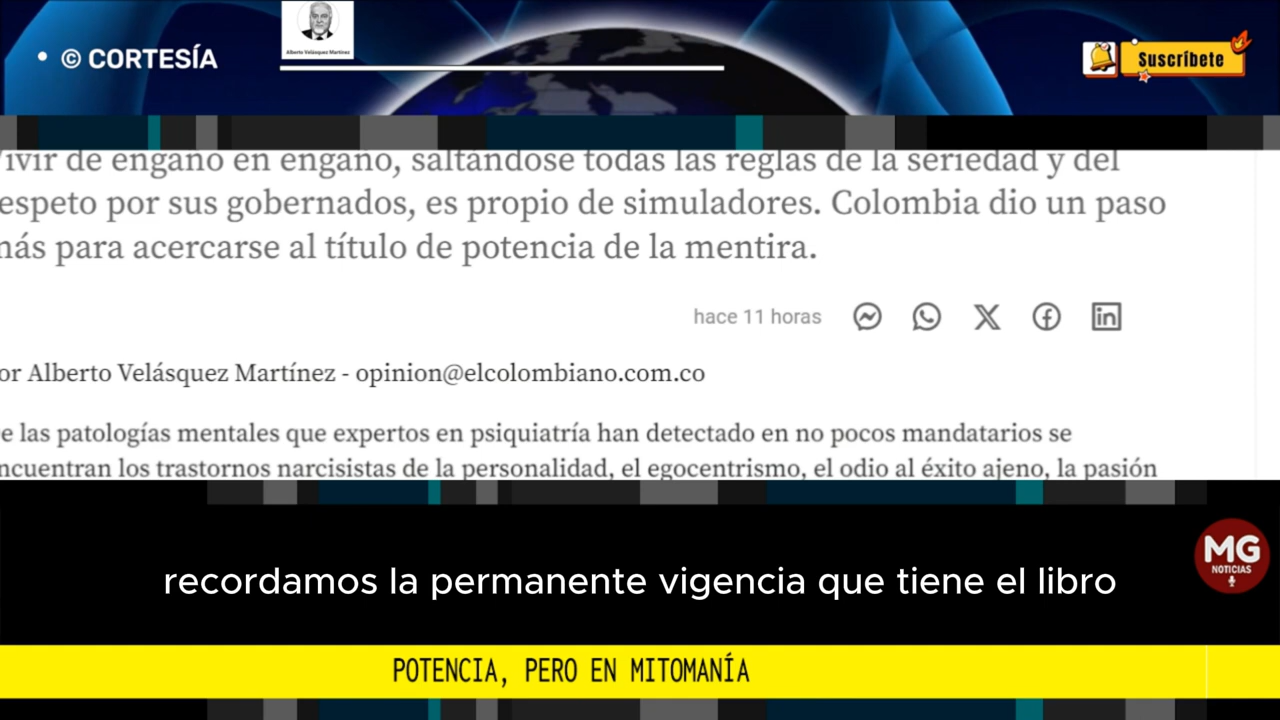 • © CORTESÍA
Alberto Velásquez Martínez
Suscríbete
ivir de engaño en engaño, saltándose todas las reglas de la seriedad y del
espeto por sus gobernados, es propio de simuladores. Colombia dio un paso
más para acercarse al título de potencia de la mentira.
hace 11 horas
or Alberto Velásquez Martínez - opinion@elcolombiano.com.co
e las patologías mentales que expertos en psiquiatría han detectado en no pocos mandatarios se
ncuentran los trastornos narcisistas de la personalidad, el egocentrismo, el odio al éxito ajeno, la pasión
MG
NOTICIAS
recordamos la permanente vigencia que tiene el libro
POTENCIA, PERO EN MITOMANÍA